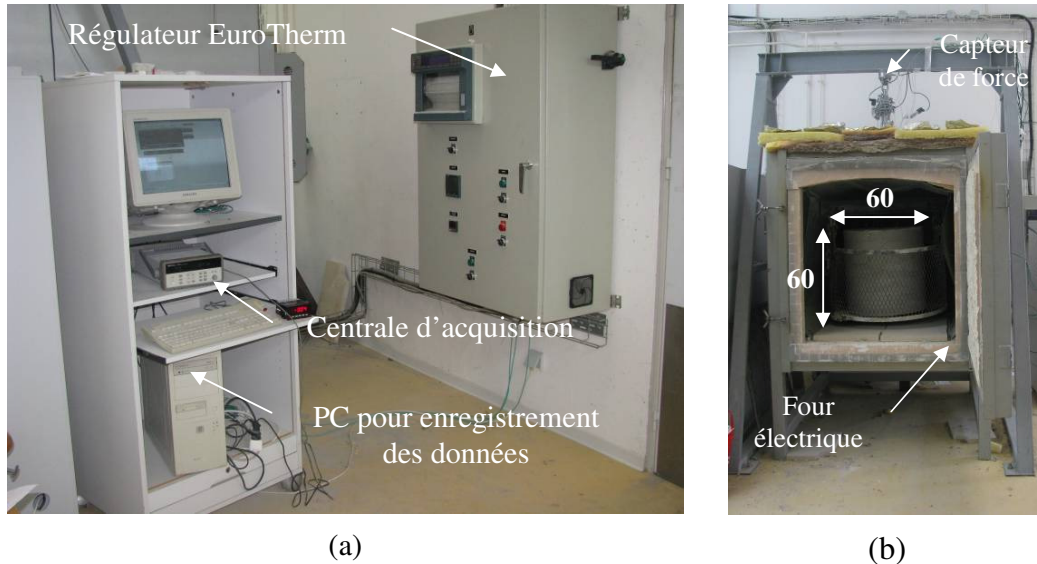 Régulateur EuroTherm
Centrale d'acquisition
PC pour enregistrement
des données
(a)
Capteur
de force
60
60
Four
électrique
(b)